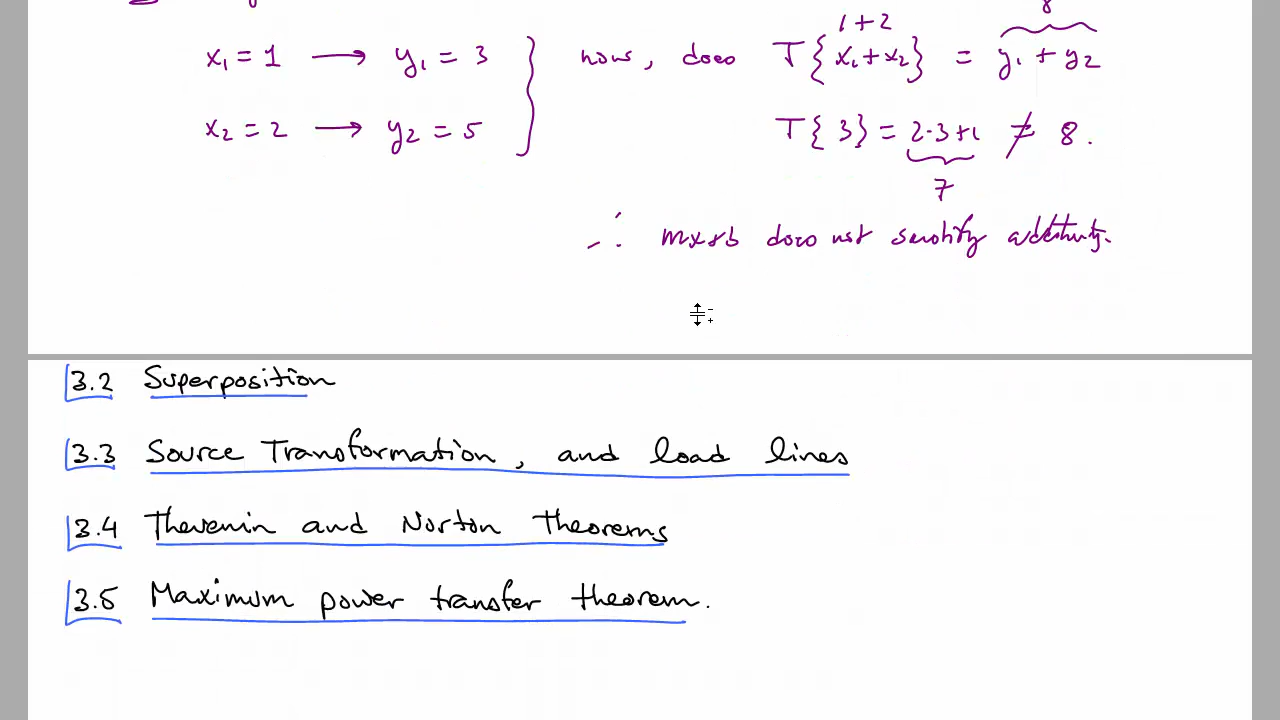 8
1+2
x₁ = 1 ⟶ y₁ = 3 } now, does T{x₁+x₂} = y₁ + y₂
x₂ = 2 ⟶ y₂ = 5 T{3} = 2·3+1 ≠ 8.
7
∴ mx+b does not satisfy additivity.
3.2 Superposition
3.3 Source Transformation, and load lines
3.4 Thevenin and Norton Theorems
3.5 Maximum power transfer theorem.